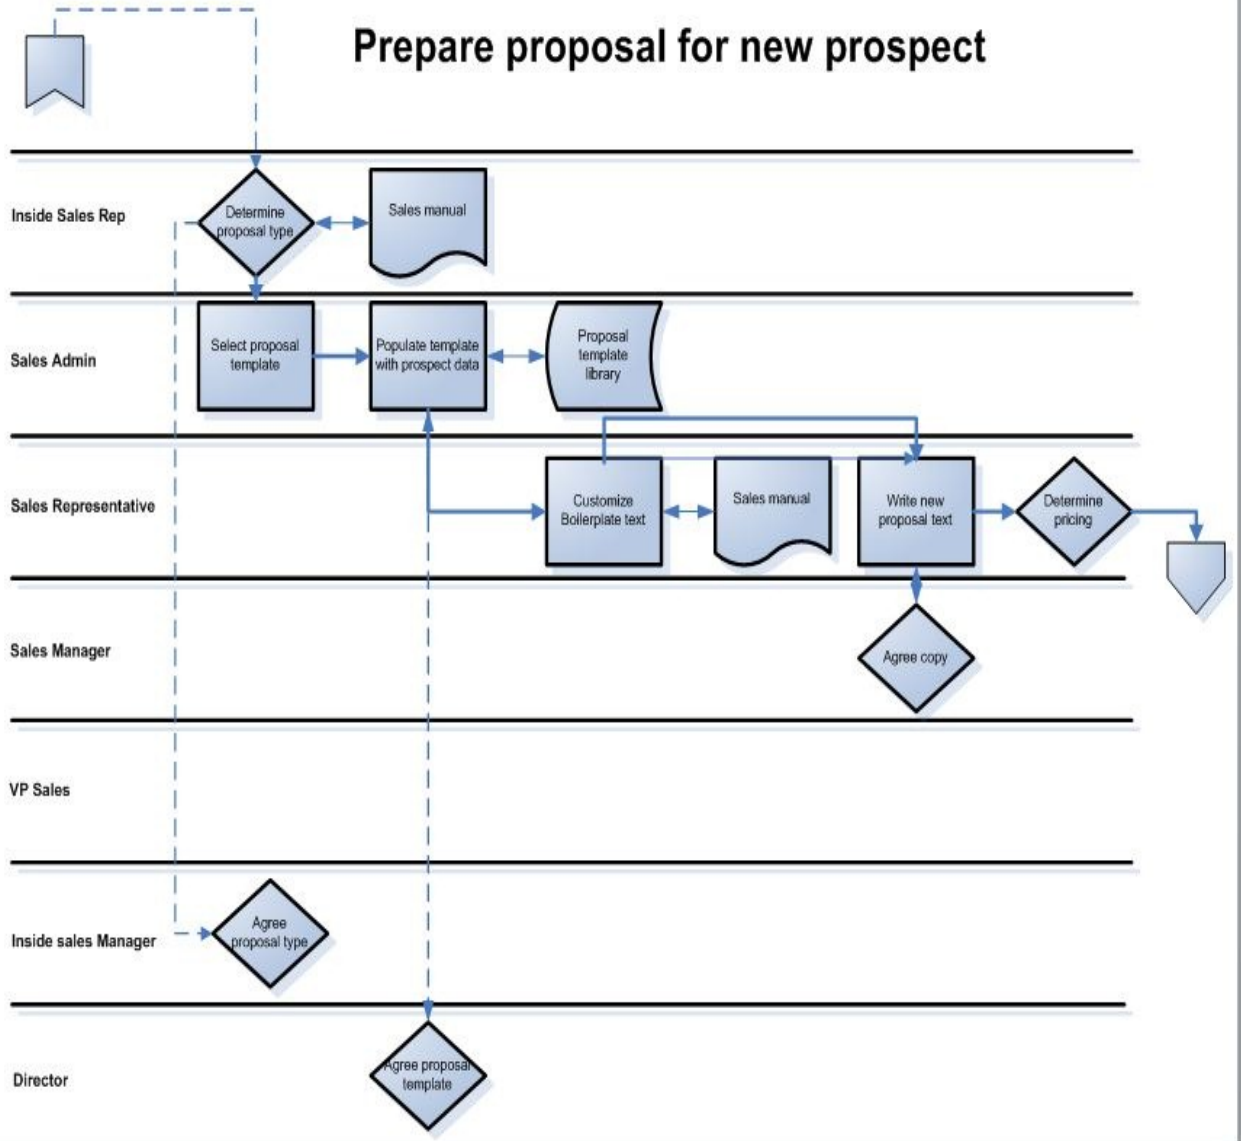 Prepare proposal for new prospect
Inside Sales Rep
Determine
proposal type
Sales manual
Sales Admin
Select proposal
template
Populate template
with prospect data
Proposal
template
library
Sales Representative
Customize
Boilerplate text
Sales manual
Write new
proposal text
Determine
pricing
Sales Manager
Agree copy
VP Sales
Inside sales Manager
Agree
proposal type
Director
Agree proposal
template